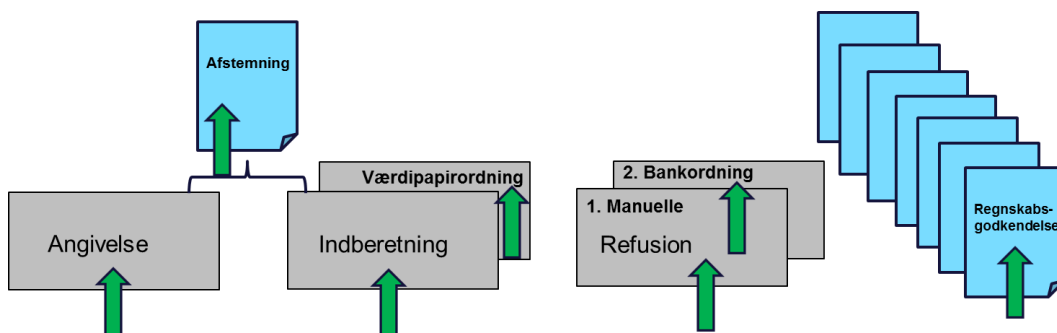 Afstemning
Værdipapirordning
Angivelse
Indberetning
2. Bankordning
1. Manuelle
Refusion
Regnskabs-
godkendelse